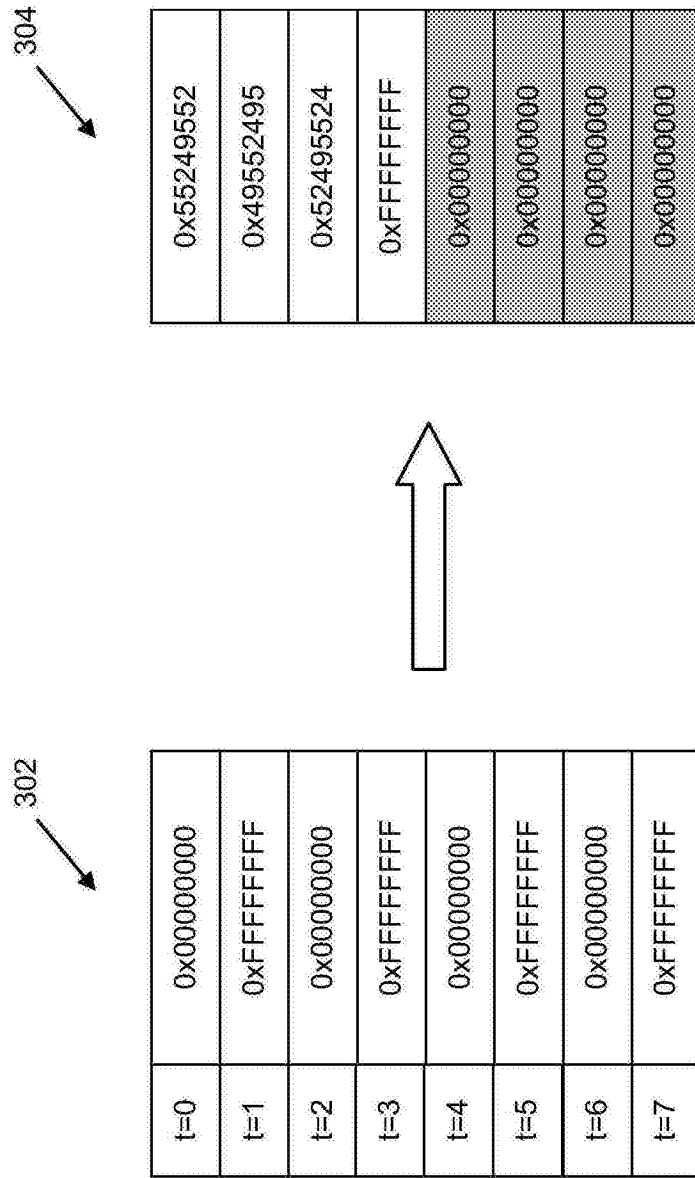 302 304
t=0 0x00000000 0x55249552
t=1 0xFFFFFFFF 0x49552495
t=2 0x00000000 0x52495524
t=3 0xFFFFFFFF 0xFFFFFFFF
t=4 0x00000000 0x00000000
t=5 0xFFFFFFFF 0x00000000
t=6 0x00000000 0x00000000
t=7 0xFFFFFFFF 0x00000000